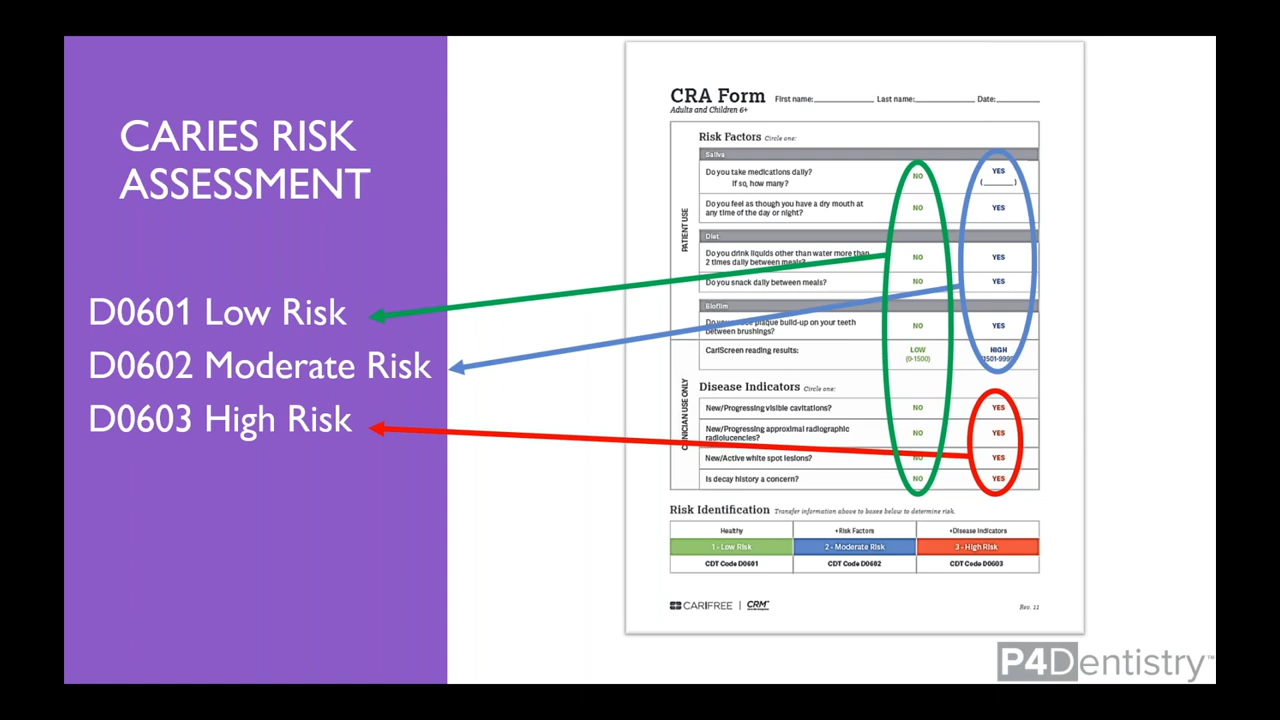 CARIES RISK
ASSESSMENT
D0601 Low Risk
D0602 Moderate Risk
D0603 High Risk
CRA Form
First name:
Last name:
Date:
Adults and Children 6+
Risk Factors Circle one:
PATIENT USE
Saliva
Do you take medications daily?
If so, how many?
NO
YES
( )
Do you feel as though you have a dry mouth at
any time of the day or night?
NO
YES
Diet
Do you drink liquids other than water more than
2 times daily between meals?
NO
YES
Do you snack daily between meals?
NO
YES
Biofilm
Do you plaque build-up on your teeth
between brushings?
NO
YES
CLINICIAN USE ONLY
CariScreen reading results:
LOW
(0-1500)
HIGH
Disease Indicators Circle one:
New/Progressing visible cavitations?
NO
YES
New/Progressing approximal radiographic
radiolucencies?
NO
YES
New/Active white spot lesions?
NO
YES
Is decay history a concern?
NO
YES
Risk Identification Transfer information above to boxes below to determine risk.
Healthy
+Risk Factors
+Disease Indicators
1 - Low Risk
2 - Moderate Risk
3 - High Risk
CDT Code D0601
CDT Code D0602
CDT Code D0603
CARIFREE | CRM
Rev. 11
P4Dentistry™